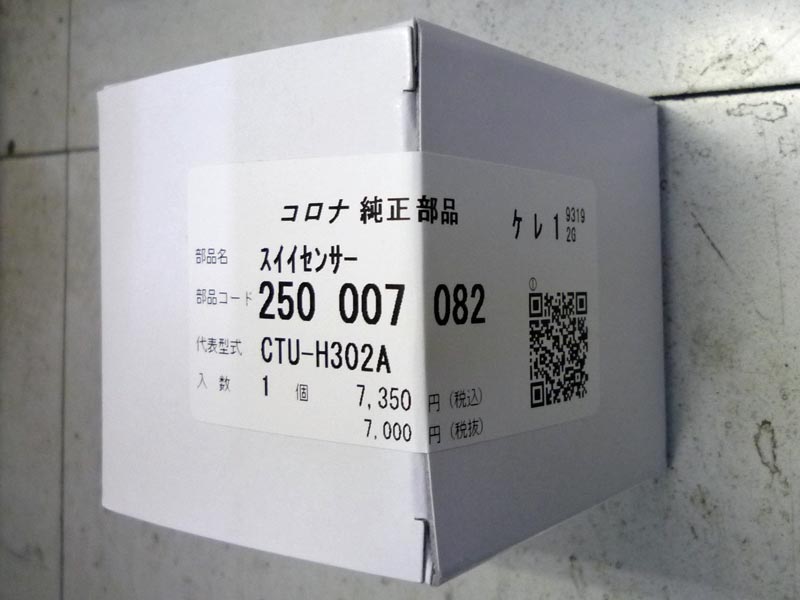 コロナ 純正部品
ケレ1 9319 2G
部品名 スイイセンサー
部品コード 250 007 082
①
代表型式 CTU-H302A
入数 1 個 7,350 円 (税込)
7,000 円 (税抜)